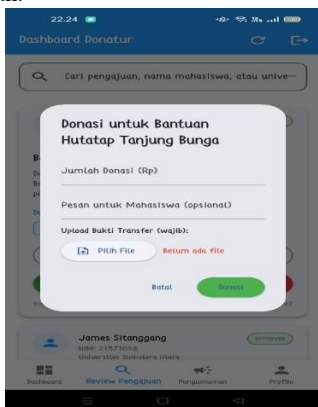 22.24
Dashboard Donatur
Cari pengajuan, nama mahasiswa, atau unive...
Donasi untuk Bantuan
Hutatap Tanjung Bunga
Jumlah Donasi (Rp)
Pesan untuk Mahasiswa (opsional)
Upload Bukti Transfer (wajib):
Pilih File
Belum ada file
Batal
Donasi
James Sitanggang
NIM: 21573098
Universitas Sumatera Utara
Dashboard
Review Pengajuan
Pengumuman
Profile